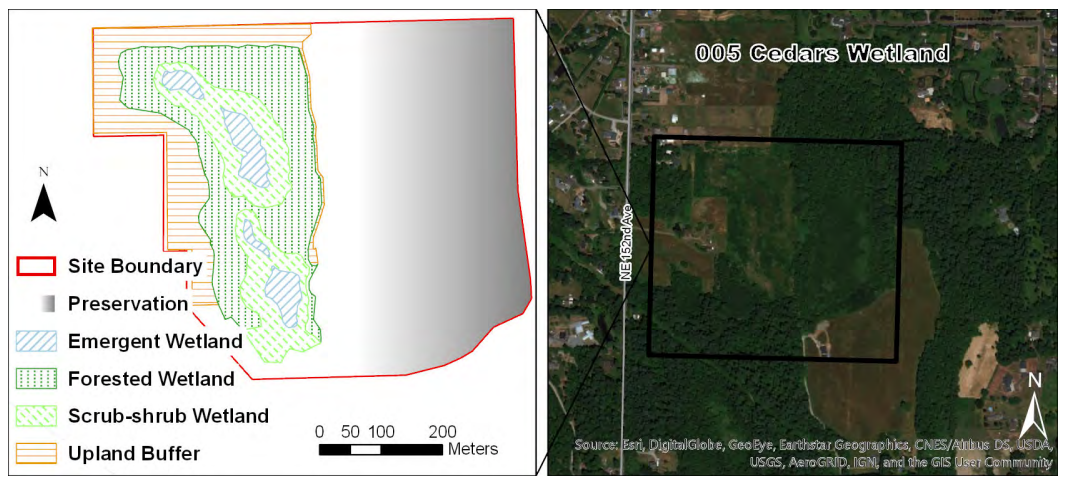 N
Site Boundary
Preservation
Emergent Wetland
Forested Wetland
Scrub-shrub Wetland
Upland Buffer
0 50 100 200
Meters
005 Cedars Wetland
NE 152nd Ave
N
Source: Esri, DigitalGlobe, GeoEye, Earthstar Geographics, CNES/Airbus DS, USDA,
USGS, AeroGRID, IGN, and the GIS User Community